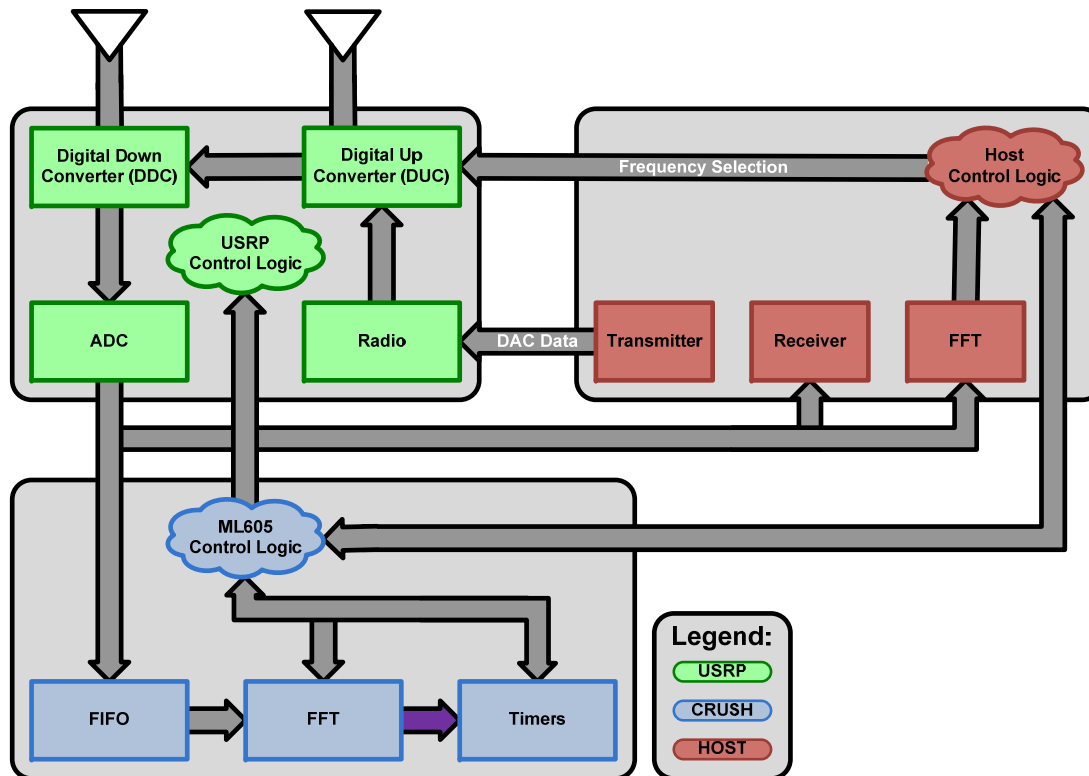 Digital Down
Converter (DDC)
Digital Up
Converter (DUC)
Frequency Selection
Host
Control Logic
USRP
Control Logic
ADC
Radio
DAC Data
Transmitter
Receiver
FFT
ML605
Control Logic
FIFO
FFT
Timers
Legend:
USRP
CRUSH
HOST